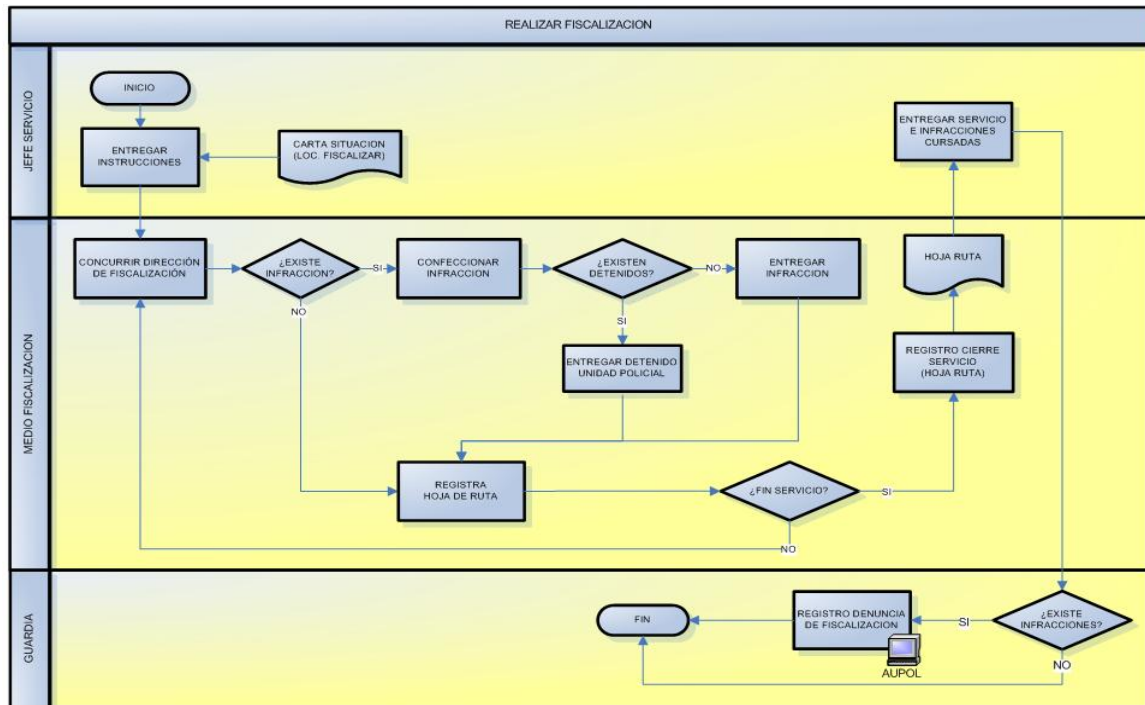 REALIZAR FISCALIZACION
JEFE SERVICIO
INICIO
ENTREGAR
INSTRUCCIONES
CARTA SITUACION
(LOC. FISCALIZAR)
ENTREGAR SERVICIO
E INFRACCIONES
CURSADAS
MEDIO FISCALIZACION
CONCURRIR DIRECCIÓN
DE FISCALIZACIÓN
¿EXISTE
INFRACCION?
SI
NO
CONFECCIONAR
INFRACCION
¿EXISTEN
DETENIDOS?
NO
SI
ENTREGAR
INFRACCION
HOJA RUTA
ENTREGAR DETENIDO
UNIDAD POLICIAL
REGISTRO CIERRE
SERVICIO
(HOJA RUTA)
REGISTRA
HOJA DE RUTA
¿FIN SERVICIO?
SI
NO
GUARDIA
FIN
REGISTRO DENUNCIA
DE FISCALIZACION
AUPOL
SI
¿EXISTE
INFRACCIONES?
NO